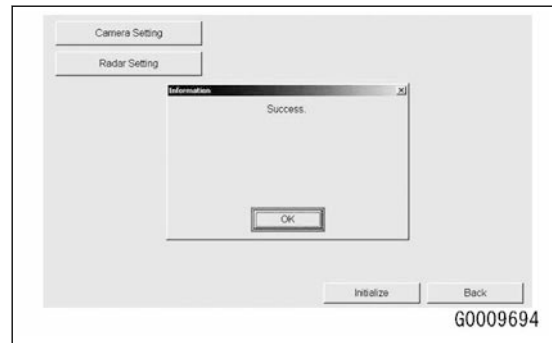 Camera Setting
Radar Setting
Information
Success.
OK
Initialize
Back
G0009694